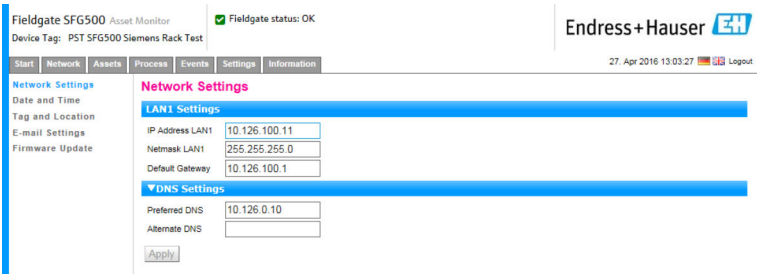 Fieldgate SFG500 Asset Monitor
Fieldgate status: OK
Device Tag: PST SFG500 Siemens Rack Test
Endress+Hauser EH
Start Network Assets Process Events Settings Information
27. Apr 2016 13:03:27 Logout
Network Settings
Date and Time
Tag and Location
E-mail Settings
Firmware Update
Network Settings
LAN1 Settings
IP Address LAN1 10.126.100.11
Netmask LAN1 255.255.255.0
Default Gateway 10.126.100.1
▼DNS Settings
Preferred DNS 10.126.0.10
Alternate DNS
Apply